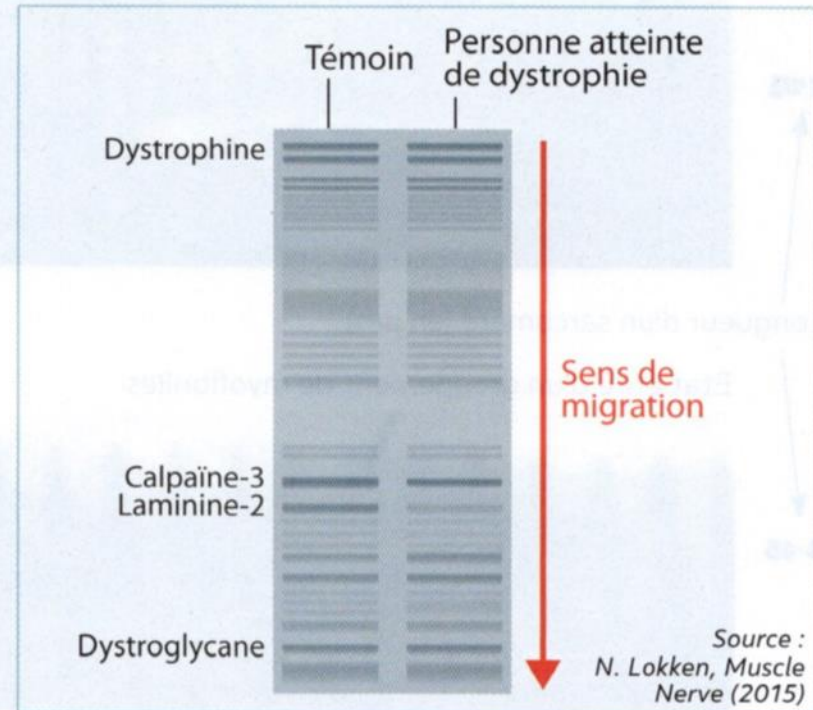 Témoin
Personne atteinte
de dystrophie
Dystrophine
Sens de
migration
Calpaïne-3
Laminine-2
Dystroglycane
Source :
N. Lokken, Muscle
Nerve (2015)